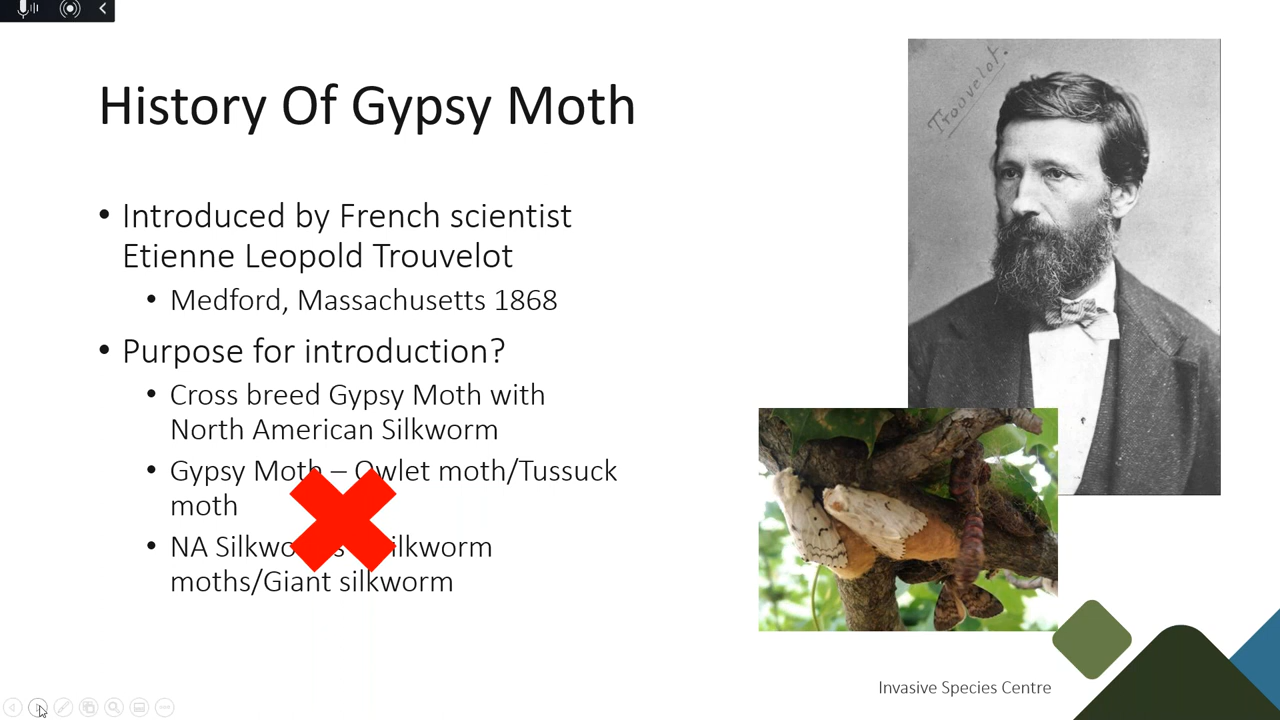 History Of Gypsy Moth
Trouvelot.
• Introduced by French scientist
Etienne Leopold Trouvelot
• Medford, Massachusetts 1868
• Purpose for introduction?
• Cross breed Gypsy Moth with
North American Silkworm
• Gypsy Moth – Owlet moth/Tussuck
moth
• NA silkworm
moths/Giant silkworm
Invasive Species Centre